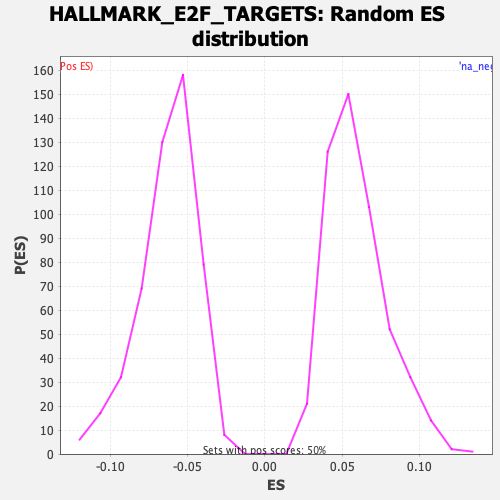 HALLMARK_E2F_TARGETS: Random ES
distribution
Pos ES)
'na_neg
160
150
140
130
120
110
100
90
80
70
60
50
40
30
20
10
0
P(ES)
Sets with pos scores: 50%
-0.10 -0.05 0.00 0.05 0.10
ES